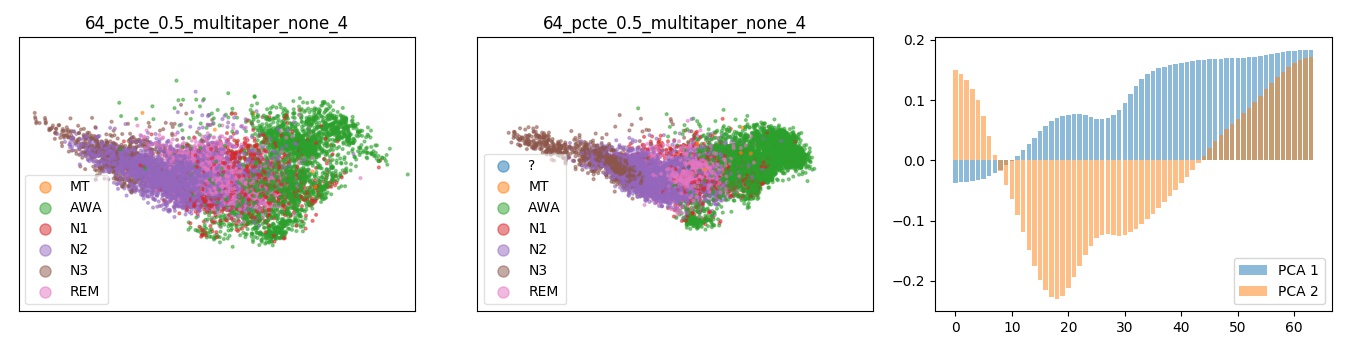 64_pcte_0.5_multitaper_none_4
MT
AWA
N1
N2
N3
REM
64_pcte_0.5_multitaper_none_4
?
MT
AWA
N1
N2
N3
REM
0.2
0.1
0.0
−0.1
−0.2
PCA 1
PCA 2
0 10 20 30 40 50 60